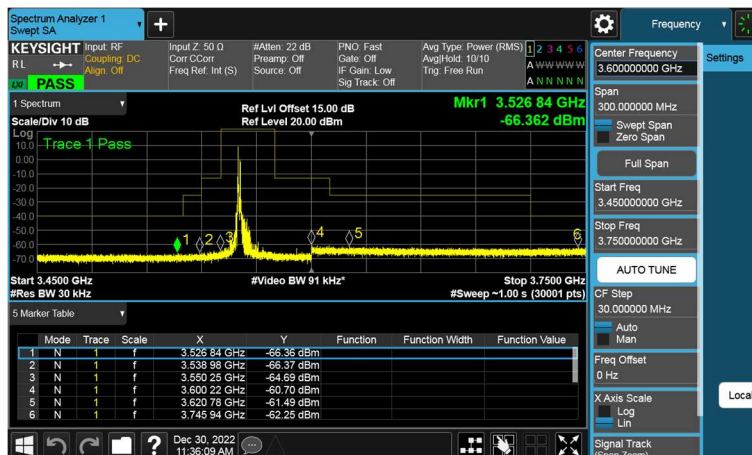 Spectrum Analyzer 1
Swept SA
Frequency
KEYSIGHT
RL
LXI PASS
Input: RF
Coupling: DC
Align: Off
Input Z: 50 Ω
Corr CCorr
Freq Ref: Int (S)
#Atten: 22 dB
Preamp: Off
Source: Off
PNO: Fast
Gate: Off
IF Gain: Low
Sig Track: Off
Avg Type: Power (RMS)
Avg|Hold: 10/10
Trig: Free Run
1 2 3 4 5 6
A W W W W W
A N N N N N
1 Spectrum
Scale/Div 10 dB
Ref Lvl Offset 15.00 dB
Ref Level 20.00 dBm
Mkr1 3.526 84 GHz
-66.362 dBm
Log
Trace 1 Pass
10.0
0.00
-10.0
-20.0
-30.0
-40.0
-50.0
-60.0
-70.0
1 2 3 4 5 6
Start 3.4500 GHz
#Res BW 30 kHz
#Video BW 91 kHz*
Stop 3.7500 GHz
#Sweep ~1.00 s (30001 pts)
5 Marker Table
Mode Trace Scale X Y Function Function Width Function Value
1 N 1 f 3.526 84 GHz -66.36 dBm
2 N 1 f 3.538 98 GHz -66.37 dBm
3 N 1 f 3.550 25 GHz -64.69 dBm
4 N 1 f 3.600 22 GHz -60.70 dBm
5 N 1 f 3.620 78 GHz -61.49 dBm
6 N 1 f 3.745 94 GHz -62.25 dBm
Dec 30, 2022
11:36:09 AM
Center Frequency
3.600000000 GHz
Settings
Span
300.000000 MHz
Swept Span
Zero Span
Full Span
Start Freq
3.450000000 GHz
Stop Freq
3.750000000 GHz
AUTO TUNE
CF Step
30.000000 MHz
Auto
Man
Freq Offset
0 Hz
X Axis Scale
Log
Lin
Local
Signal Track
(Span Zoom)